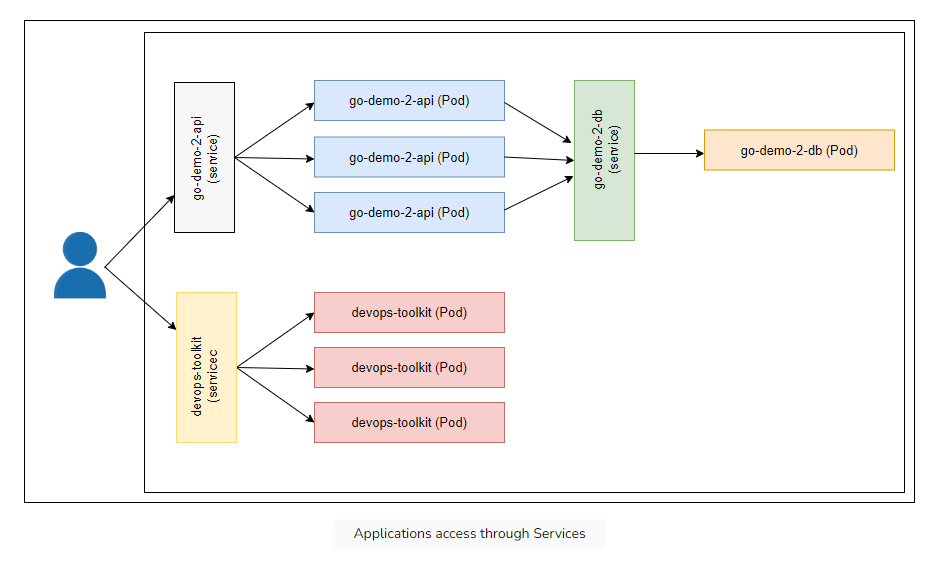 go-demo-2-api
(service)
go-demo-2-api (Pod)
go-demo-2-api (Pod)
go-demo-2-api (Pod)
go-demo-2-db
(service)
go-demo-2-db (Pod)
devops-toolkit
(servicec
devops-toolkit (Pod)
devops-toolkit (Pod)
devops-toolkit (Pod)
Applications access through Services